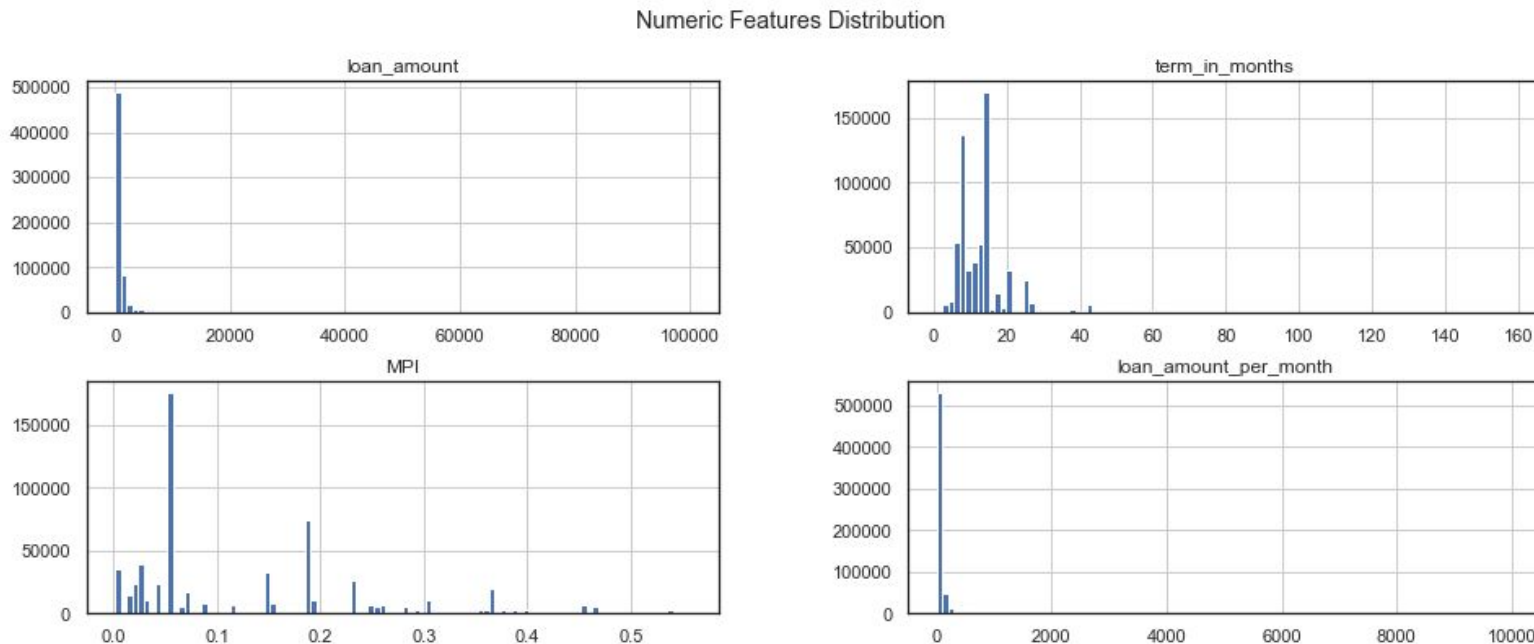 Numeric Features Distribution
loan_amount
500000
400000
300000
200000
100000
0
0 20000 40000 60000 80000 100000
term_in_months
150000
100000
50000
0
0 20 40 60 80 100 120 140 160
MPI
150000
100000
50000
0
0.0 0.1 0.2 0.3 0.4 0.5
loan_amount_per_month
500000
400000
300000
200000
100000
0
0 2000 4000 6000 8000 10000